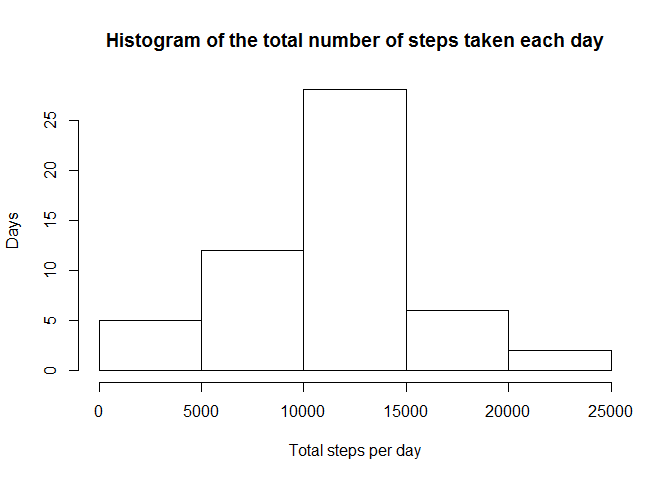 Histogram of the total number of steps taken each day
Days
0
5
10
15
20
25
0 5000 10000 15000 20000 25000
Total steps per day